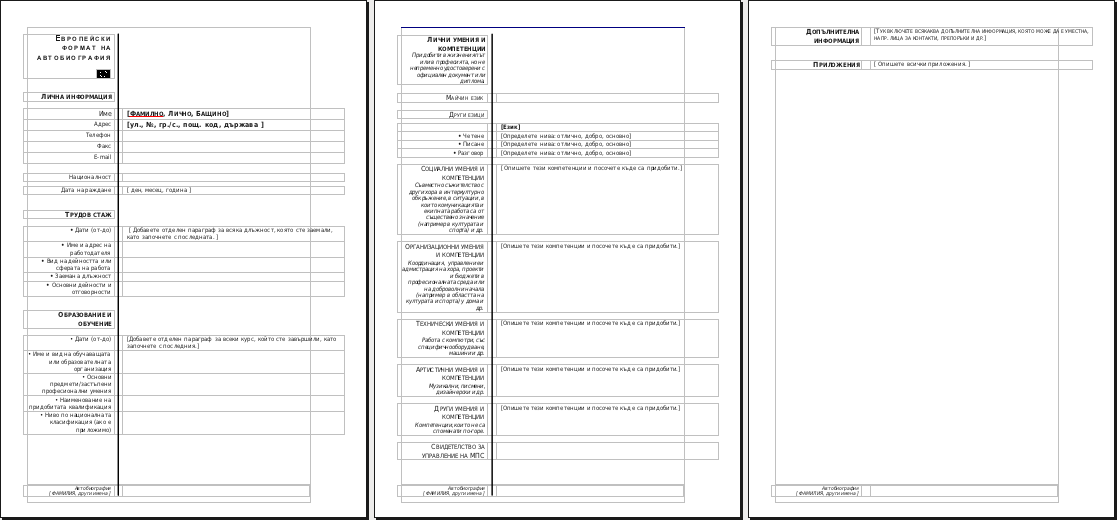 ЕВРОПЕЙСКИ
ФОРМАТ НА
АВТОБИОГРАФИЯ
ЛИЧНА ИНФОРМАЦИЯ
Име
[ФАМИЛНО, Лично, Бащино]
Адрес
[ул., №, гр./с., пощ. код, държава ]
Телефон
Факс
E-mail
Националност
Дата на раждане
[ ден, месец, година ]
ТРУДОВ СТАЖ
• Дати (от-до)
[ Добавете отделен параграф за всяка длъжност, която сте заемали,
като започнете с последната. ]
• Име и адрес на
работодателя
• Вид на дейността или
сферата на работа
• Заемана длъжност
• Основни дейности и
отговорности
ОБРАЗОВАНИЕ И
ОБУЧЕНИЕ
• Дати (от-до)
[Добавете отделен параграф за всеки курс, който сте завършили, като
започнете с последния.]
• Име и вид на обучаващата
или образователната
организация
• Основни
предмети/застъпени
професионални умения
• Наименование на
придобитата квалификация
• Ниво по националната
класификация (ако е
приложимо)
Автобиография
[ФАМИЛИЯ, други имена]
ЛИЧНИ УМЕНИЯ И
КОМПЕТЕНЦИИ
Придобити в жизнения път
или в професията, но не
непременно удостоверени с
официален документ или
диплома.
МАЙЧИН ЕЗИК
ДРУГИ ЕЗИЦИ
[Език]
• Четене
[Определете нива: отлично, добро, основно]
• Писане
[Определете нива: отлично, добро, основно]
• Разговор
[Определете нива: отлично, добро, основно]
СОЦИАЛНИ УМЕНИЯ И
КОМПЕТЕНЦИИ
[Опишете тези компетенции и посочете къде са придобити.]
Съвместно съжителство с
други хора в интеркултурно
обкръжение, в ситуации, в
които комуникацията и
екипната работа са от
съществено значение
(например в културата и
спорта) и др.
ОРГАНИЗАЦИОННИ УМЕНИЯ
И КОМПЕТЕНЦИИ
[Опишете тези компетенции и посочете къде са придобити.]
Координация, управление и
администрация на хора, проекти
и бюджети в
професионалната среда или
на доброволни начала
(например в областта на
културата и спорта) у дома и
др.
ТЕХНИЧЕСКИ УМЕНИЯ И
КОМПЕТЕНЦИИ
[Опишете тези компетенции и посочете къде са придобити.]
Работа с компютри, със
специфично оборудване,
машини и др.
АРТИСТИЧНИ УМЕНИЯ И
КОМПЕТЕНЦИИ
[Опишете тези компетенции и посочете къде са придобити.]
Музикални, писмени,
дизайнерски и др.
ДРУГИ УМЕНИЯ И
КОМПЕТЕНЦИИ
[Опишете тези компетенции и посочете къде са придобити.]
Компетенции, които не са
споменати по-горе.
СВИДЕТЕЛСТВО ЗА
УПРАВЛЕНИЕ НА МПС
Автобиография
[ФАМИЛИЯ, други имена]
ДОПЪЛНИТЕЛНА
ИНФОРМАЦИЯ
[ТУК ВКЛЮЧЕТЕ ВСЯКАКВА ДОПЪЛНИТЕЛНА ИНФОРМАЦИЯ, КОЯТО МОЖЕ ДА Е УМЕСТНА,
НАПР. ЛИЦА ЗА КОНТАКТИ, ПРЕПОРЪКИ И ДР.]
ПРИЛОЖЕНИЯ
[ Опишете всички приложения. ]
Автобиография
[ФАМИЛИЯ, други имена]